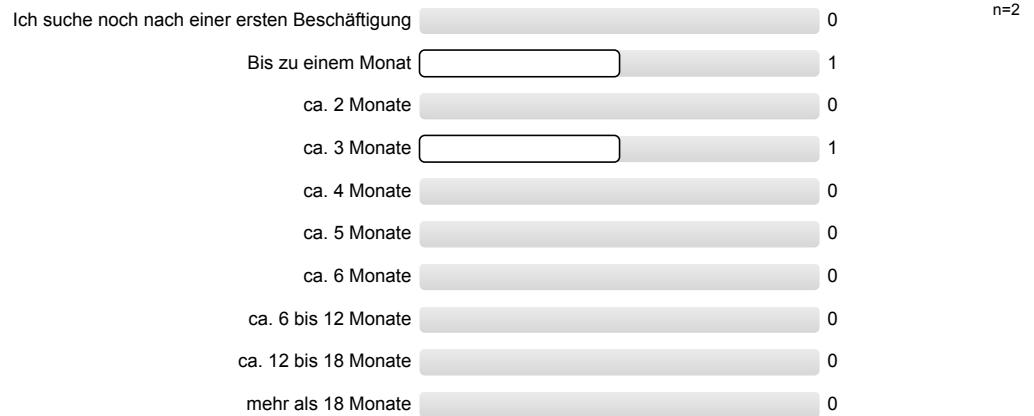 Ich suche noch nach einer ersten Beschäftigung 0 n=2
Bis zu einem Monat 1
ca. 2 Monate 0
ca. 3 Monate 1
ca. 4 Monate 0
ca. 5 Monate 0
ca. 6 Monate 0
ca. 6 bis 12 Monate 0
ca. 12 bis 18 Monate 0
mehr als 18 Monate 0